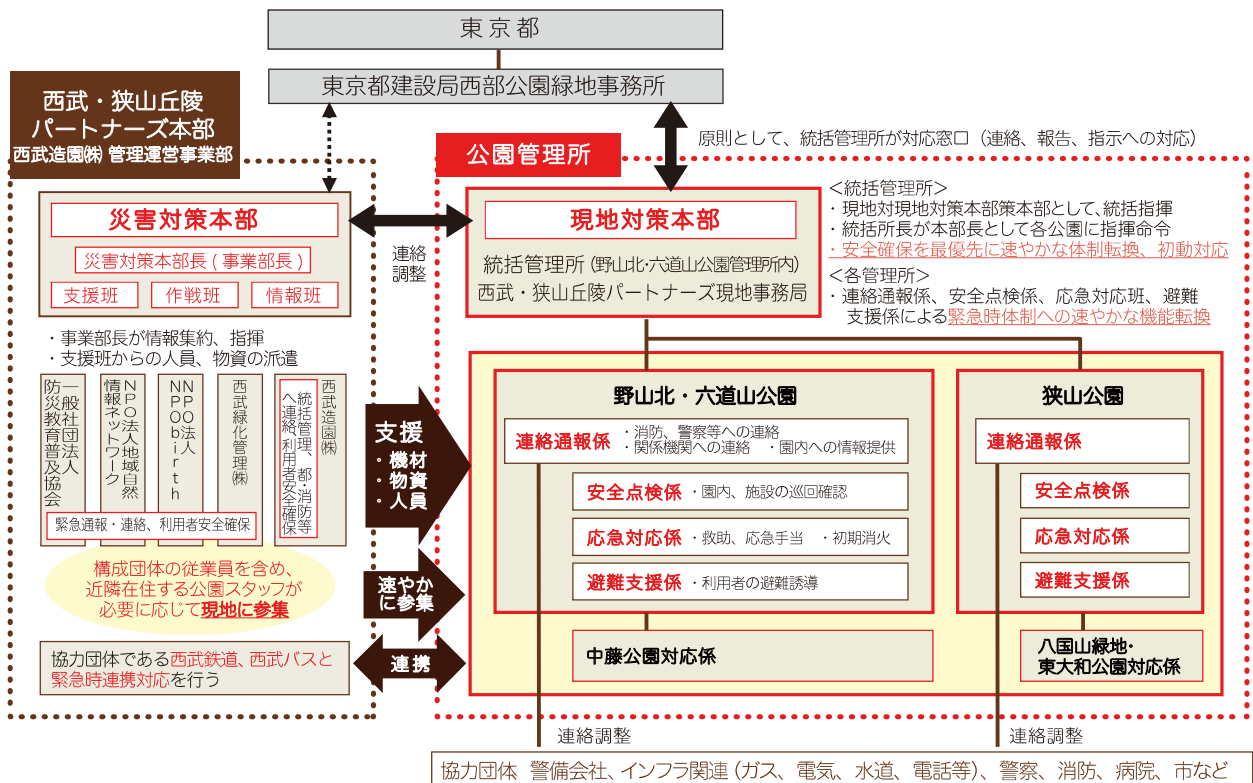 東京都
東京都建設局西部公園緑地事務所
西武・狭山丘陵
パートナーズ本部
西武造園㈱ 管理運営事業部
公園管理所
原則として、統括管理所が対応窓口（連絡、報告、指示への対応）
災害対策本部
災害対策本部長(事業部長)
支援班
作戦班
情報班
連絡
調整
現地対策本部
統括管理所(野山北・六道山公園管理所内)
西武・狭山丘陵パートナーズ現地事務局
＜統括管理所＞
・現地対現地対策本部策本部として、統括指揮
・統括所長が本部長として各公園に指揮命令
・安全確保を最優先に速やかな体制転換、初動対応
＜各管理所＞
・連絡通報係、安全点検係、応急対応班、避難
支援係による緊急時体制への速やかな機能転換
・事業部長が情報集約、指揮
・支援班からの人員、物資の派遣
一般社団法人
防災教育普及協会
NPO法人地域自然
情報ネットワーク
NPO法人
NPObirth
西武緑化管理㈱
西武造園㈱
統括管理、都・消防等
へ連絡、利用者安全確保
緊急通報・連絡、利用者安全確保
構成団体の従業員を含め、
近隣在住する公園スタッフが
必要に応じて現地に参集
協力団体である西武鉄道、西武バスと
緊急時連携対応を行う
支援
・機材
・物資
・人員
速やか
に参集
連携
野山北・六道山公園
連絡通報係
・消防、警察等への連絡
・関係機関への連絡　・園内への情報提供
安全点検係 ・園内、施設の巡回確認
応急対応係 ・救助、応急手当　・初期消火
避難支援係 ・利用者の避難誘導
中藤公園対応係
狭山公園
連絡通報係
安全点検係
応急対応係
避難支援係
八国山緑地・
東大和公園対応係
連絡調整
連絡調整
協力団体　警備会社、インフラ関連(ガス、電気、水道、電話等)、警察、消防、病院、市など